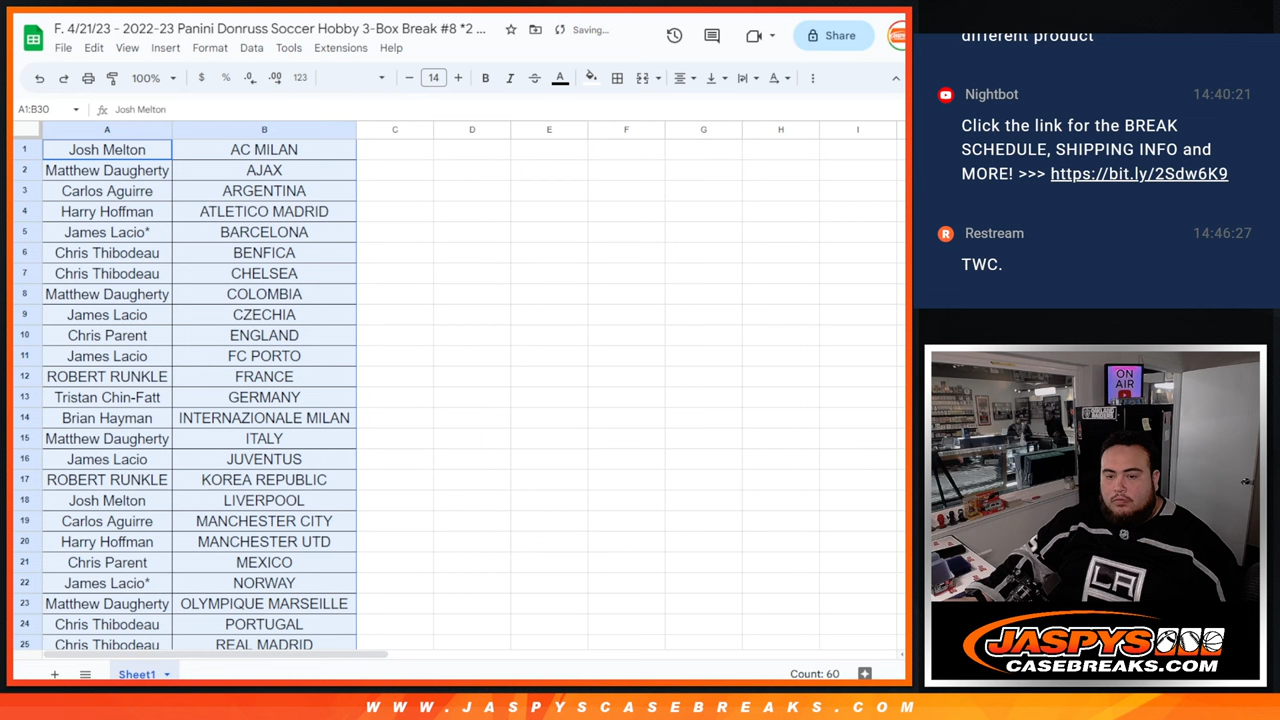 F. 4/21/23 - 2022-23 Panini Donruss Soccer Hobby 3-Box Break #8 *2 ...
Saving...
Share
File Edit View Insert Format Data Tools Extensions Help
100% $ % .0 .00 123 14 B I A
A1:B30 fx Josh Melton
A B C D E F G H I
1 Josh Melton AC MILAN
2 Matthew Daugherty AJAX
3 Carlos Aguirre ARGENTINA
4 Harry Hoffman ATLETICO MADRID
5 James Lacio* BARCELONA
6 Chris Thibodeau BENFICA
7 Chris Thibodeau CHELSEA
8 Matthew Daugherty COLOMBIA
9 James Lacio CZECHIA
10 Chris Parent ENGLAND
11 James Lacio FC PORTO
12 ROBERT RUNKLE FRANCE
13 Tristan Chin-Fatt GERMANY
14 Brian Hayman INTERNAZIONALE MILAN
15 Matthew Daugherty ITALY
16 James Lacio JUVENTUS
17 ROBERT RUNKLE KOREA REPUBLIC
18 Josh Melton LIVERPOOL
19 Carlos Aguirre MANCHESTER CITY
20 Harry Hoffman MANCHESTER UTD
21 Chris Parent MEXICO
22 James Lacio* NORWAY
23 Matthew Daugherty OLYMPIQUE MARSEILLE
24 Chris Thibodeau PORTUGAL
25 Chris Thibodeau REAL MADRID
Sheet1
Count: 60
different product
Nightbot 14:40:21
Click the link for the BREAK
SCHEDULE, SHIPPING INFO and
MORE! >>> https://bit.ly/2Sdw6K9
R Restream 14:46:27
TWC.
ON
AIR
LA
JASPYS
CASEBREAKS.COM
WWW.JASPYSCASEBREAKS.COM